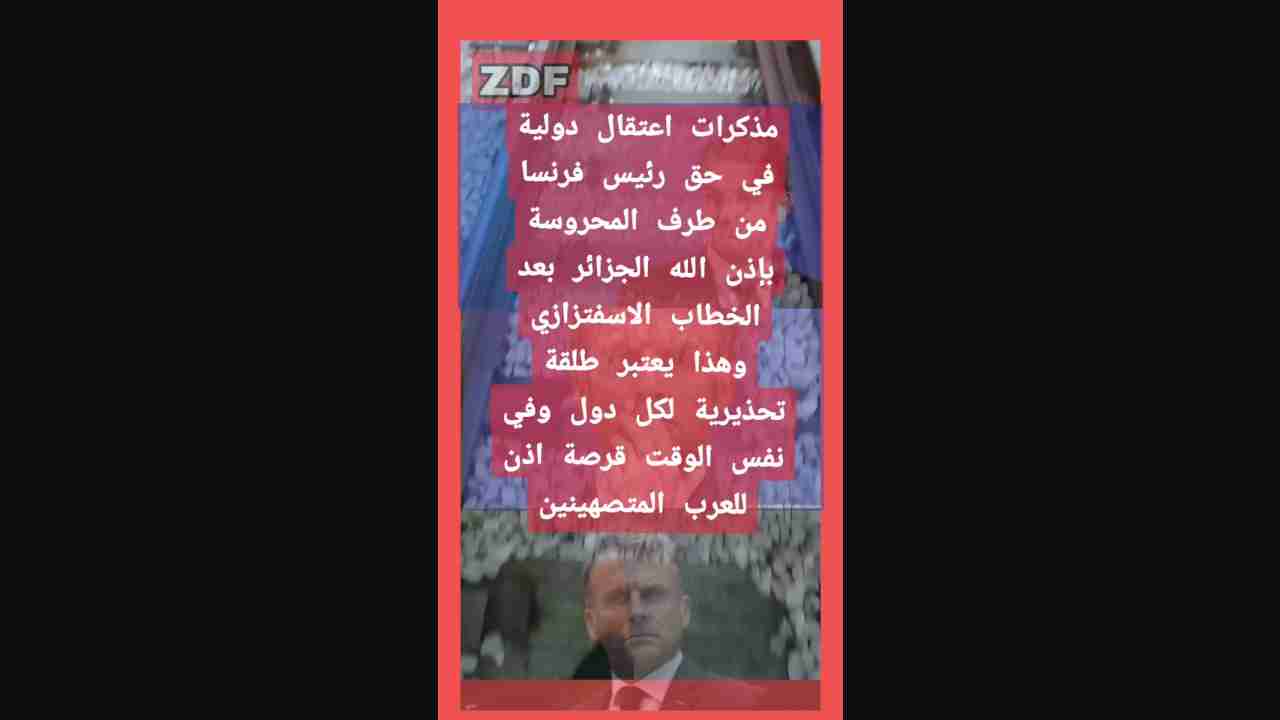 ZDF
مذكرات اعتقال دولية
في حق رئيس فرنسا
من طرف المحروسة
بإذن الله الجزائر بعد
الخطاب الاسفتزازي
وهذا يعتبر طلقة
تحذيرية لكل دول وفي
نفس الوقت قرصة اذن
للعرب المتصهينين